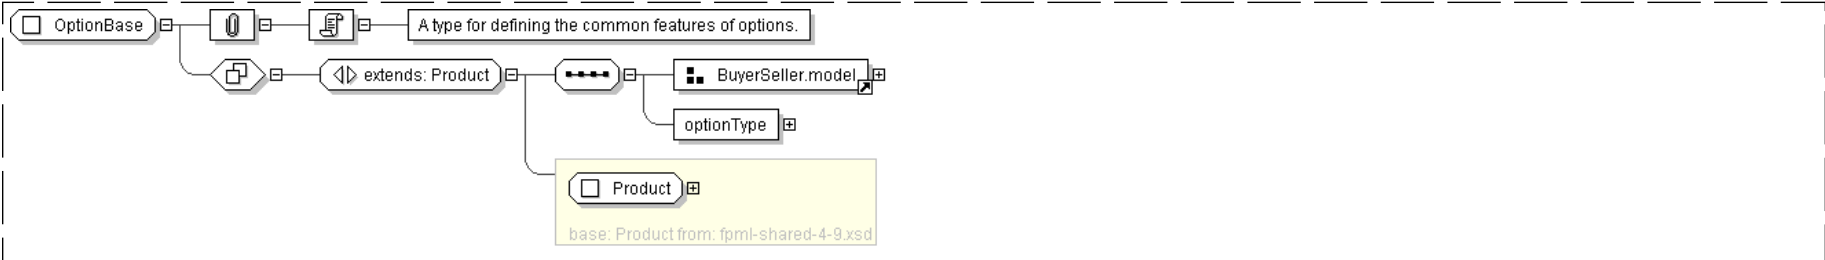 OptionBase
A type for defining the common features of options.
extends: Product
BuyerSeller.model
optionType
Product
base: Product from: fpml-shared-4-9.xsd